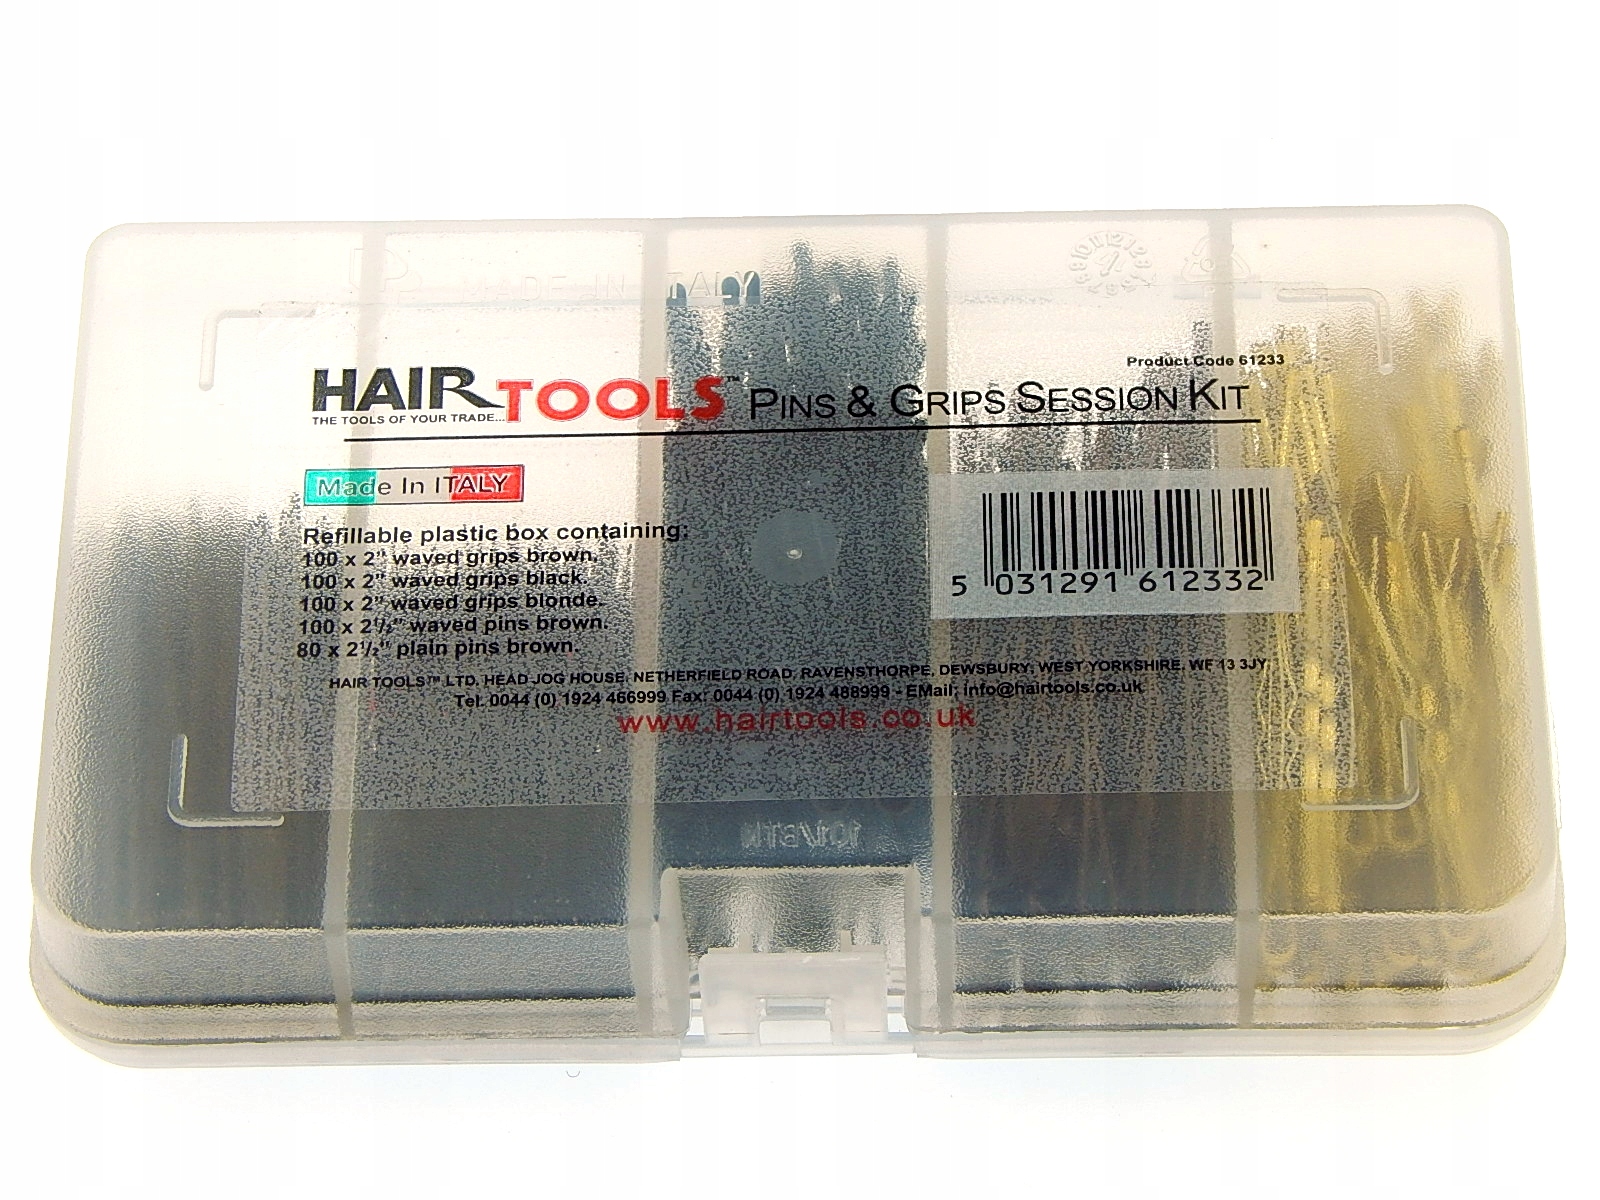 MADE IN ITALY
Product Code 61233
HAIR TOOLS™ PINS & GRIPS SESSION KIT
THE TOOLS OF YOUR TRADE...
Made In ITALY
Refillable plastic box containing:
100 x 2" waved grips brown.
100 x 2" waved grips black.
100 x 2" waved grips blonde.
100 x 2½" waved pins brown.
80 x 2½" plain pins brown.
5 031291 612332
HAIR TOOLS™ LTD, HEAD JOG HOUSE, NETHERFIELD ROAD, RAVENSTHORPE, DEWSBURY, WEST YORKSHIRE, WF 13 3JY
Tel. 0044 (0) 1924 466999 Fax: 0044 (0) 1924 488999 - EMail: info@hairtools.co.uk
www.hairtools.co.uk